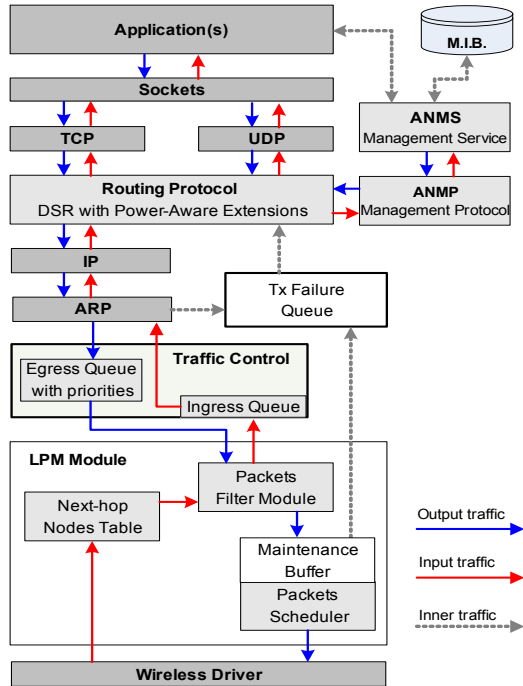 Application(s)
M.I.B.
Sockets
TCP
UDP
ANMS
Management Service
Routing Protocol
DSR with Power-Aware Extensions
ANMP
Management Protocol
IP
ARP
Tx Failure
Queue
Traffic Control
Egress Queue
with priorities
Ingress Queue
LPM Module
Packets
Filter Module
Next-hop
Nodes Table
Maintenance
Buffer
Packets
Scheduler
Output traffic
Input traffic
Inner traffic
Wireless Driver